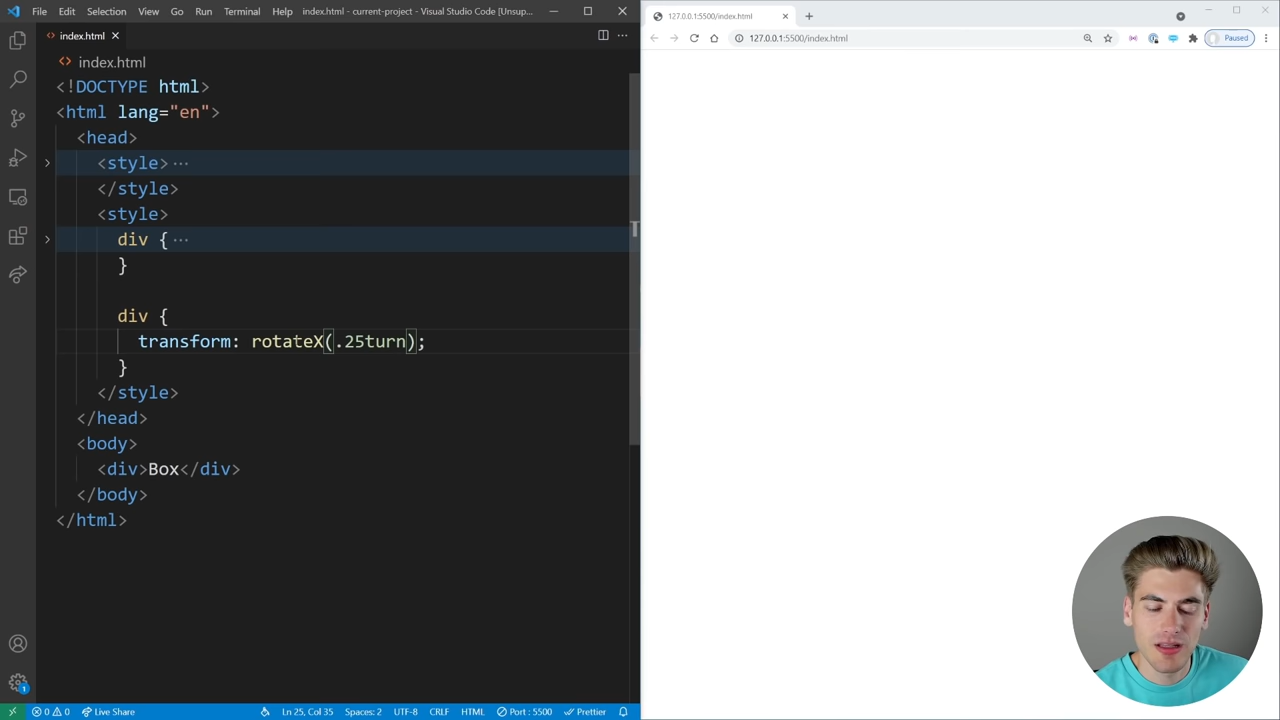 File Edit Selection View Go Run Terminal Help index.html - current-project - Visual Studio Code [Unsup...
index.html
index.html
<!DOCTYPE html>
<html lang="en">
<head>
<style>···
</style>
<style>
div {···
}
div {
transform: rotateX(.25turn);
}
</style>
</head>
<body>
<div>Box</div>
</body>
</html>
1
0 0 Live Share Ln 25, Col 35 Spaces: 2 UTF-8 CRLF HTML Port : 5500 Prettier
127.0.0.1:5500/index.html
127.0.0.1:5500/index.html Paused
T